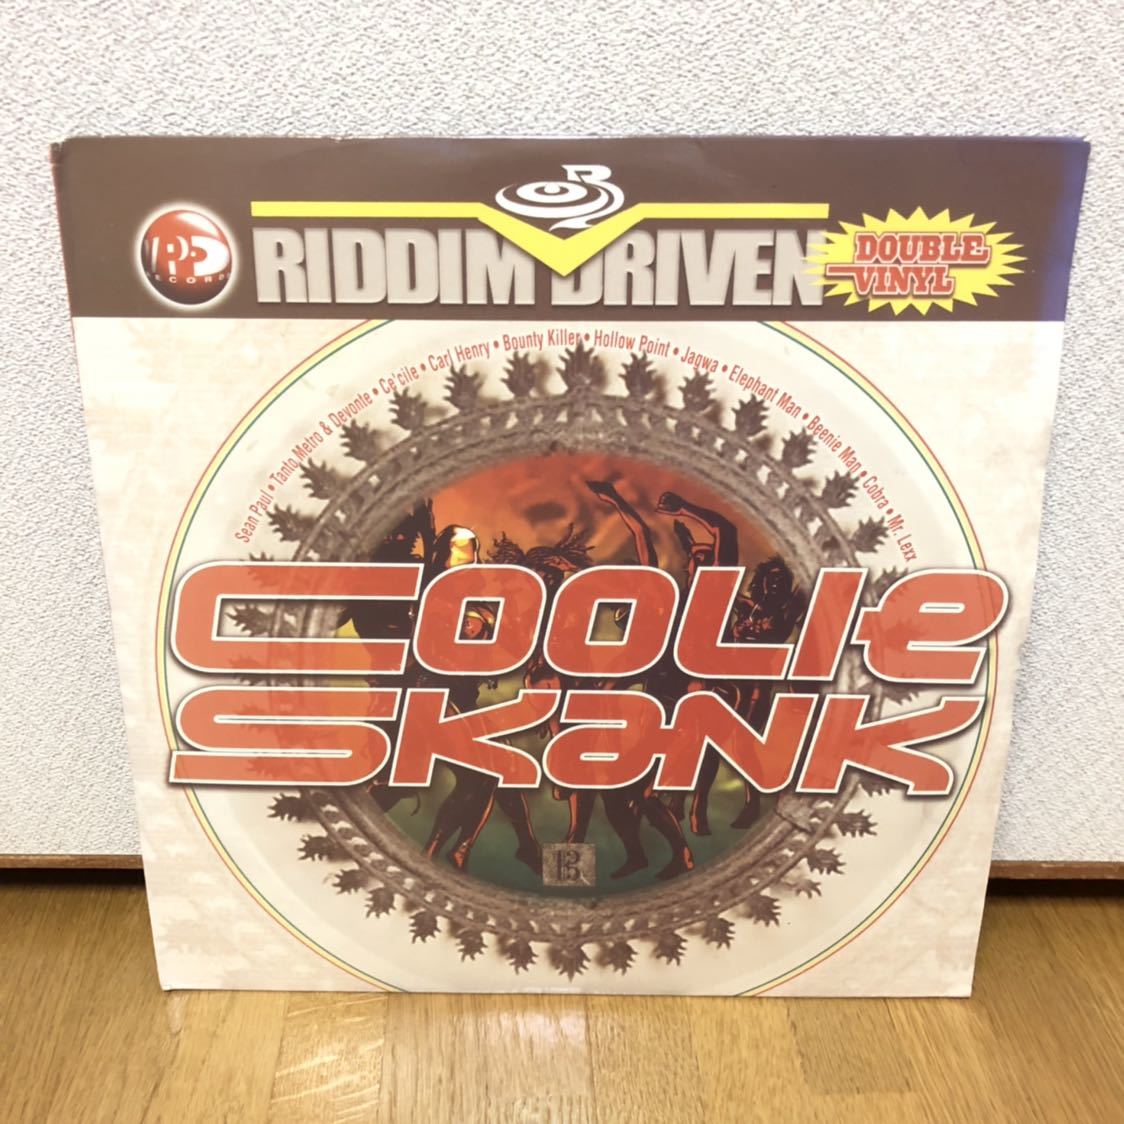 VP
RECORDS
RIDDIM DRIVEN
DOUBLE
VINYL
Sean Paul • Tanto Metro & Devonte • Ce'cile • Carl Henry • Bounty Killer • Hollow Point • Jagwa • Elephant Man • Beenie Man • Cobra • Mr. Lexx
COOLIE
SKANK